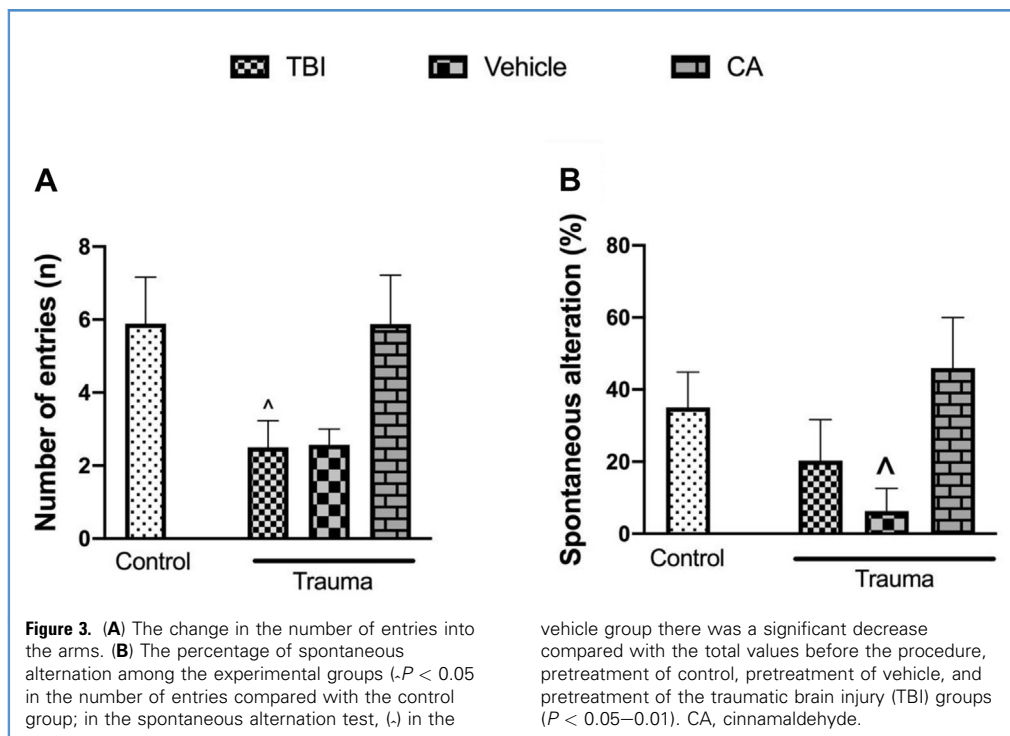 TBI Vehicle CA
A
Number of entries (n)
8
6
4
2
0
^
Control
Trauma
B
Spontaneous alteration (%)
80
60
40
20
0
^
Control
Trauma
Figure 3. (A) The change in the number of entries into
the arms. (B) The percentage of spontaneous
alternation among the experimental groups (^P < 0.05
in the number of entries compared with the control
group; in the spontaneous alternation test, (^) in the
vehicle group there was a significant decrease
compared with the total values before the procedure,
pretreatment of control, pretreatment of vehicle, and
pretreatment of the traumatic brain injury (TBI) groups
(P < 0.05–0.01). CA, cinnamaldehyde.